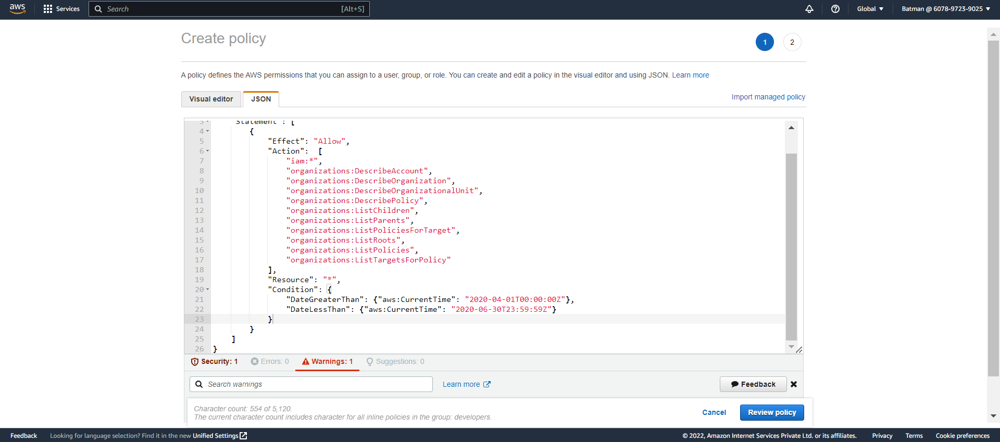 aws Services Search [Alt+S] Global Batman @ 6078-9723-9025
Create policy 1 2
A policy defines the AWS permissions that you can assign to a user, group, or role. You can create and edit a policy in the visual editor and using JSON. Learn more
Visual editor JSON Import managed policy
3 Statement : [
4 {
5 "Effect": "Allow",
6 "Action": [
7 "iam:*",
8 "organizations:DescribeAccount",
9 "organizations:DescribeOrganization",
10 "organizations:DescribeOrganizationalUnit",
11 "organizations:DescribePolicy",
12 "organizations:ListChildren",
13 "organizations:ListParents",
14 "organizations:ListPoliciesForTarget",
15 "organizations:ListRoots",
16 "organizations:ListPolicies",
17 "organizations:ListTargetsForPolicy"
18 ],
19 "Resource": "*",
20 "Condition": {
21 "DateGreaterThan": {"aws:CurrentTime": "2020-04-01T00:00:00Z"},
22 "DateLessThan": {"aws:CurrentTime": "2020-06-30T23:59:59Z"}
23 }
24 }
25 ]
26 }
Security: 1 Errors: 0 Warnings: 1 Suggestions: 0
Search warnings Learn more Feedback
Character count: 554 of 5,120.
The current character count includes character for all inline policies in the group: developers.
Cancel Review policy
Feedback Looking for language selection? Find it in the new Unified Settings © 2022, Amazon Internet Services Private Ltd. or its affiliates. Privacy Terms Cookie preferences